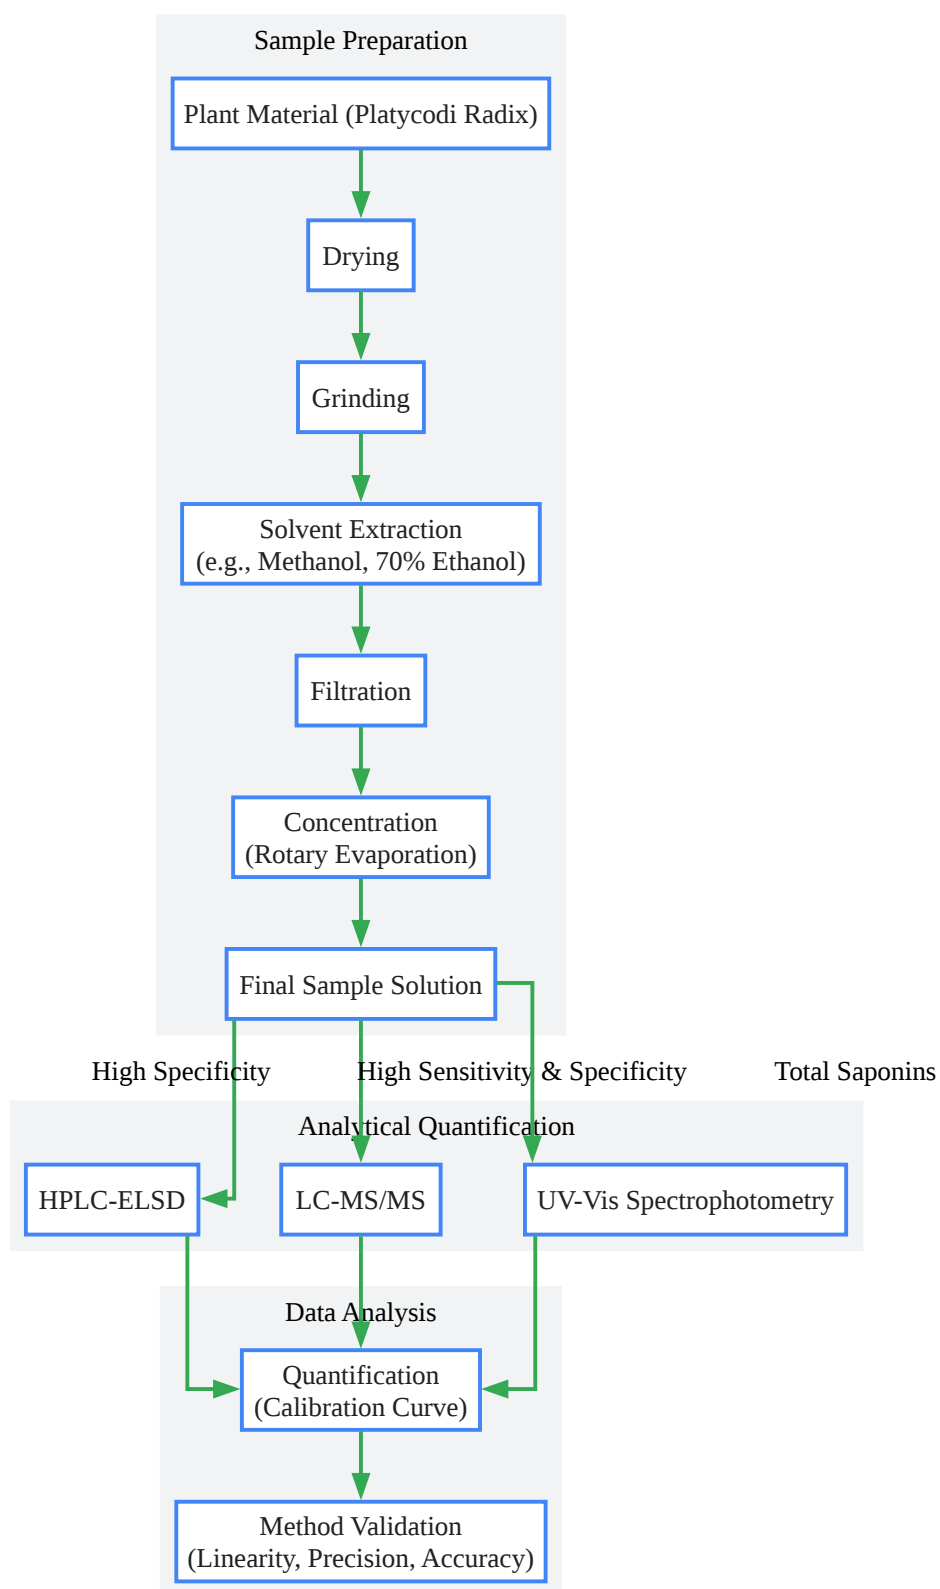 Sample Preparation
Plant Material (Platycodi Radix)
Drying
Grinding
Solvent Extraction
(e.g., Methanol, 70% Ethanol)
Filtration
Concentration
(Rotary Evaporation)
Final Sample Solution
High Specificity
High Sensitivity & Specificity
Total Saponins
Analytical Quantification
HPLC-ELSD
LC-MS/MS
UV-Vis Spectrophotometry
Data Analysis
Quantification
(Calibration Curve)
Method Validation
(Linearity, Precision, Accuracy)